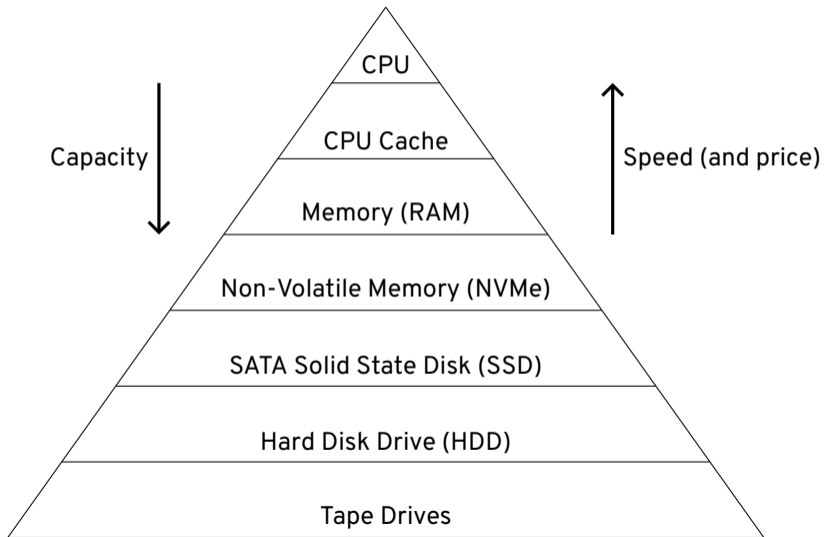 CPU
CPU Cache
Capacity
Speed (and price)
Memory (RAM)
Non-Volatile Memory (NVMe)
SATA Solid State Disk (SSD)
Hard Disk Drive (HDD)
Tape Drives